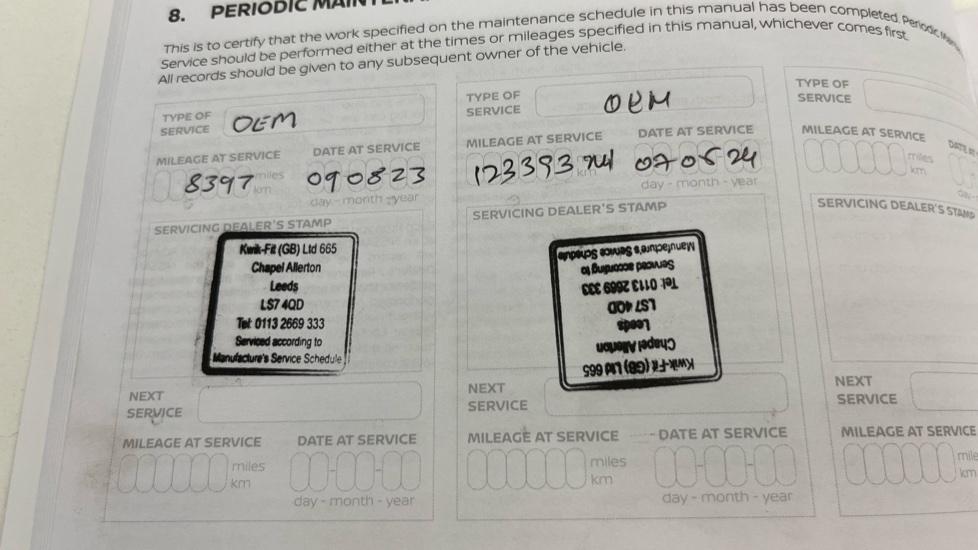 8. PERIODIC
This is to certify that the work specified on the maintenance schedule in this manual has been completed. Periodic
Service should be performed either at the times or mileages specified in this manual, whichever comes first.
All records should be given to any subsequent owner of the vehicle.
TYPE OF
SERVICE
OEM
MILEAGE AT SERVICE
DATE AT SERVICE
8397
miles
km
090823
day - month - year
SERVICING DEALER'S STAMP
Kwik-Fit (GB) Ltd 665
Chapel Allerton
Leeds
LS7 4QD
Tel: 0113 2669 333
Serviced according to
Manufacture's Service Schedule
NEXT
SERVICE
MILEAGE AT SERVICE
DATE AT SERVICE
miles
km
day - month - year
TYPE OF
SERVICE
OEM
MILEAGE AT SERVICE
DATE AT SERVICE
123393
km
day - month - year
SERVICING DEALER'S STAMP
Kwik-Fit (GB) Ltd 665
Chapel Allerton
Leeds
LS7 4QD
Tel: 0113 2669 333
Serviced according to
Manufacture's Service Schedule
NEXT
SERVICE
MILEAGE AT SERVICE
DATE AT SERVICE
miles
km
day - month - year
TYPE OF
SERVICE
MILEAGE AT SERVICE
DATE
miles
km
SERVICING DEALER'S STAMP
NEXT
SERVICE
MILEAGE AT SERVICE
km